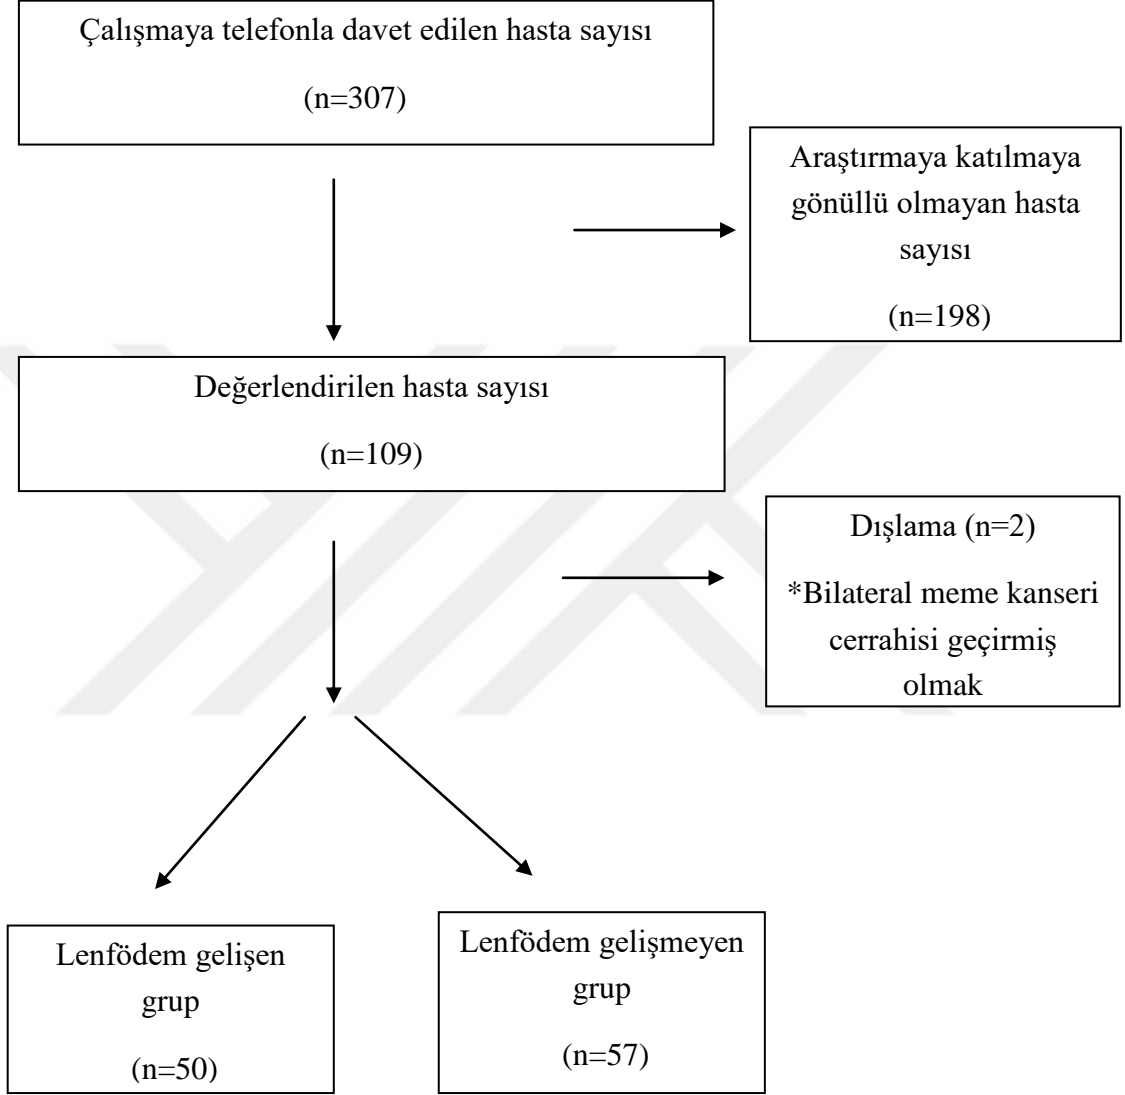 Çalışmaya telefonla davet edilen hasta sayısı
(n=307)
Araştırmaya katılmaya
gönüllü olmayan hasta
sayısı
(n=198)
Değerlendirilen hasta sayısı
(n=109)
Dışlama (n=2)
*Bilateral meme kanseri
cerrahisi geçirmiş
olmak
Lenfödem gelişen
grup
(n=50)
Lenfödem gelişmeyen
grup
(n=57)